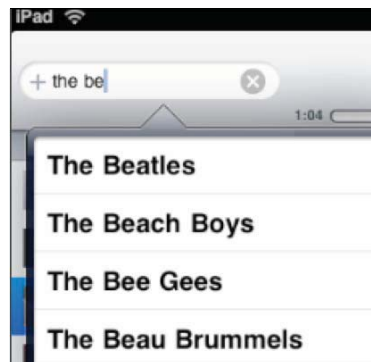 iPad
+ the be
1:04
The Beatles
The Beach Boys
The Bee Gees
The Beau Brummels